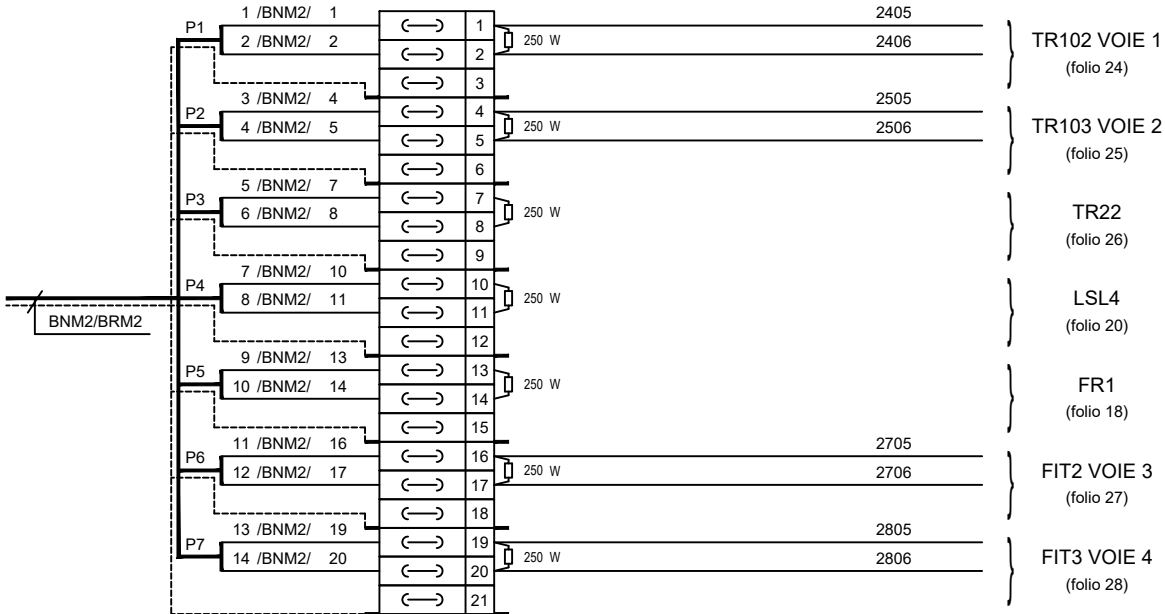 P1 1 /BNM2/ 1 1 2405
2 /BNM2/ 2 2 250 W 2406 TR102 VOIE 1
3 (folio 24)
P2 3 /BNM2/ 4 4 2505
4 /BNM2/ 5 5 250 W 2506 TR103 VOIE 2
6 (folio 25)
P3 5 /BNM2/ 7 7
6 /BNM2/ 8 8 250 W TR22
9 (folio 26)
P4 7 /BNM2/ 10 10
8 /BNM2/ 11 11 250 W LSL4
BNM2/BRM2 12 (folio 20)
P5 9 /BNM2/ 13 13
10 /BNM2/ 14 14 250 W FR1
15 (folio 18)
P6 11 /BNM2/ 16 16 2705
12 /BNM2/ 17 17 250 W 2706 FIT2 VOIE 3
18 (folio 27)
P7 13 /BNM2/ 19 19 2805
14 /BNM2/ 20 20 250 W 2806 FIT3 VOIE 4
21 (folio 28)